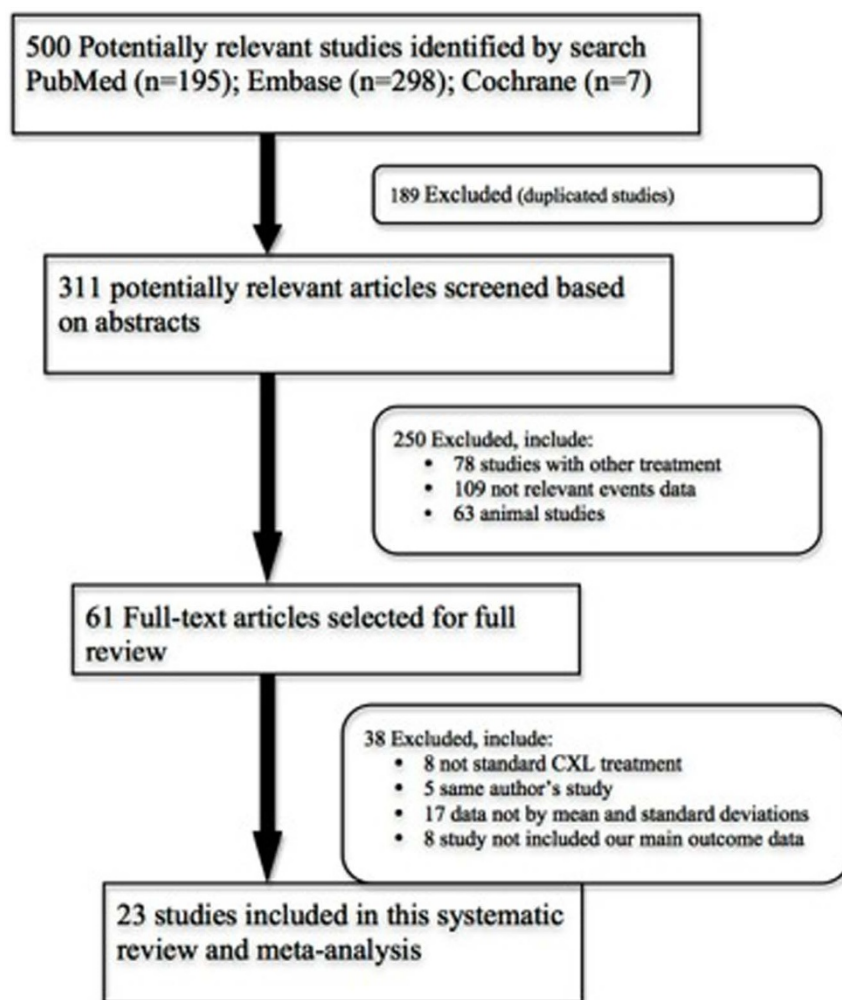 500 Potentially relevant studies identified by search
PubMed (n=195); Embase (n=298); Cochrane (n=7)
189 Excluded (duplicated studies)
311 potentially relevant articles screened based
on abstracts
250 Excluded, include:
• 78 studies with other treatment
• 109 not relevant events data
• 63 animal studies
61 Full-text articles selected for full
review
38 Excluded, include:
• 8 not standard CXL treatment
• 5 same author's study
• 17 data not by mean and standard deviations
• 8 study not included our main outcome data
23 studies included in this systematic
review and meta-analysis